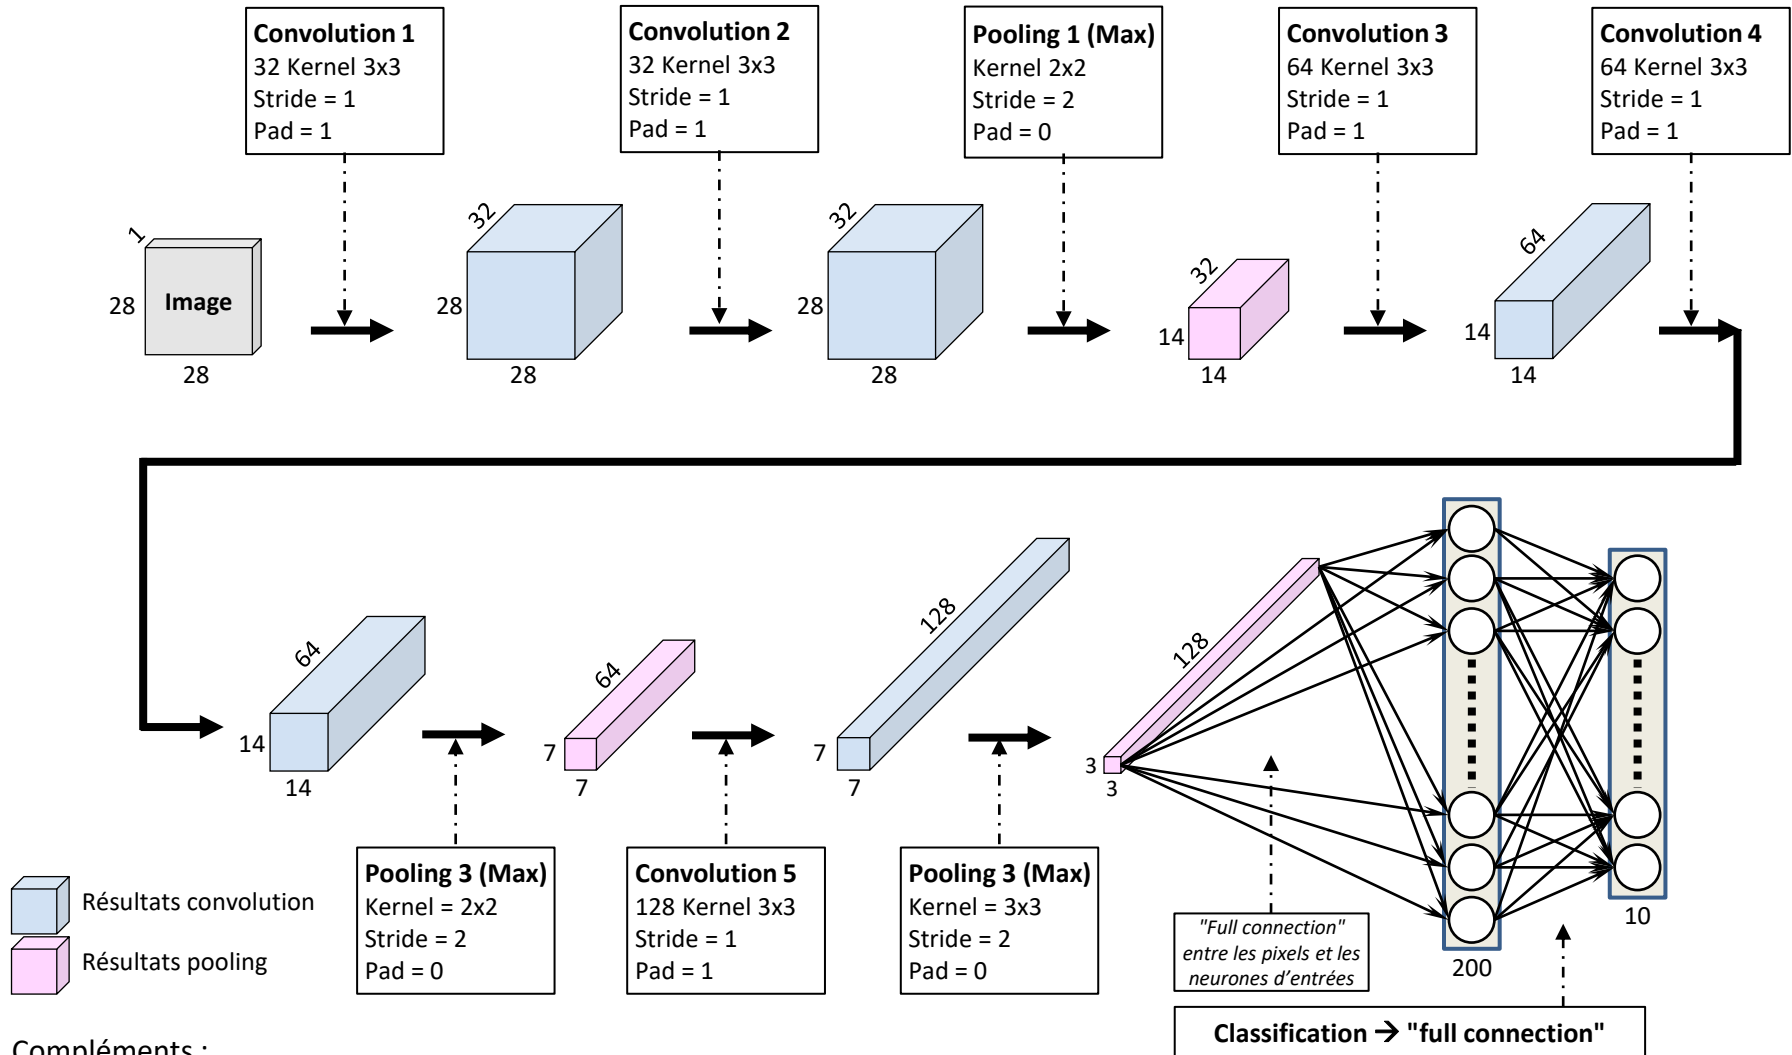 Convolution 1
32 Kernel 3x3
Stride = 1
Pad = 1
Convolution 2
32 Kernel 3x3
Stride = 1
Pad = 1
Pooling 1 (Max)
Kernel 2x2
Stride = 2
Pad = 0
Convolution 3
64 Kernel 3x3
Stride = 1
Pad = 1
Convolution 4
64 Kernel 3x3
Stride = 1
Pad = 1
1
28
Image
28
32
28
28
32
28
28
32
14
14
64
14
14
64
14
14
64
7
7
128
7
7
128
3
3
200
10
Pooling 3 (Max)
Kernel = 2x2
Stride = 2
Pad = 0
Convolution 5
128 Kernel 3x3
Stride = 1
Pad = 1
Pooling 3 (Max)
Kernel = 3x3
Stride = 2
Pad = 0
"Full connection"
entre les pixels et les
neurones d'entrées
Résultats convolution
Résultats pooling
Classification → "full connection"
Compléments :